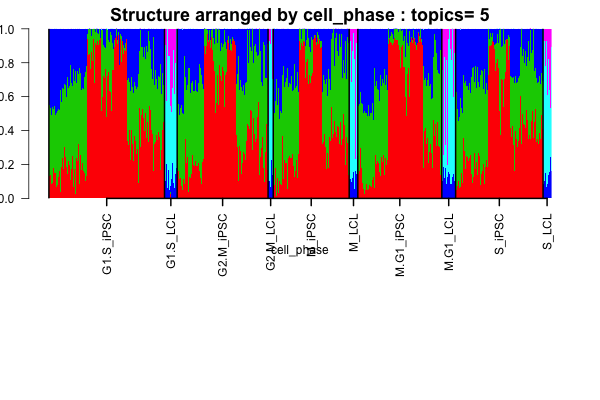 Structure arranged by cell_phase : topics= 5
1.0
0.8
0.6
0.4
0.2
0.0
G1.S_iPSC
G1.S_LCL
G2.M_iPSC
G2.M_LCL
M_iPSC
M_LCL
M.G1_iPSC
M.G1_LCL
S_iPSC
S_LCL
cell_phase